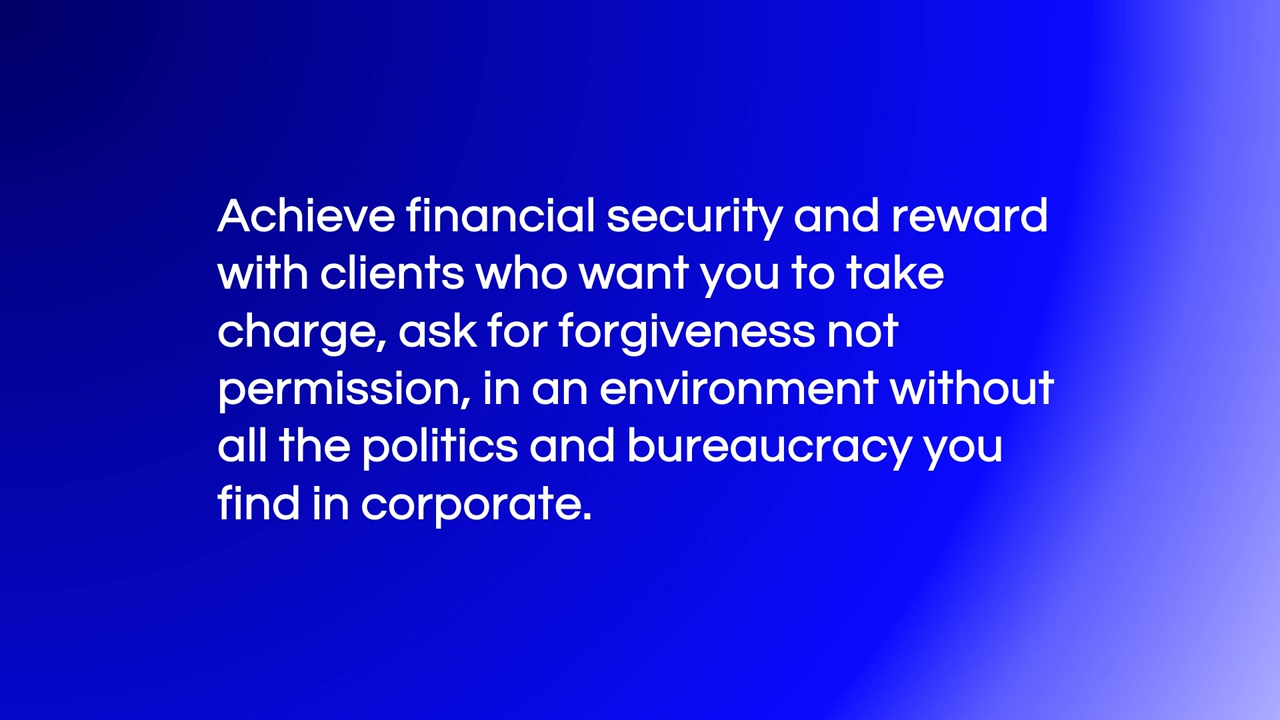 Achieve financial security and reward
with clients who want you to take
charge, ask for forgiveness not
permission, in an environment without
all the politics and bureaucracy you
find in corporate.